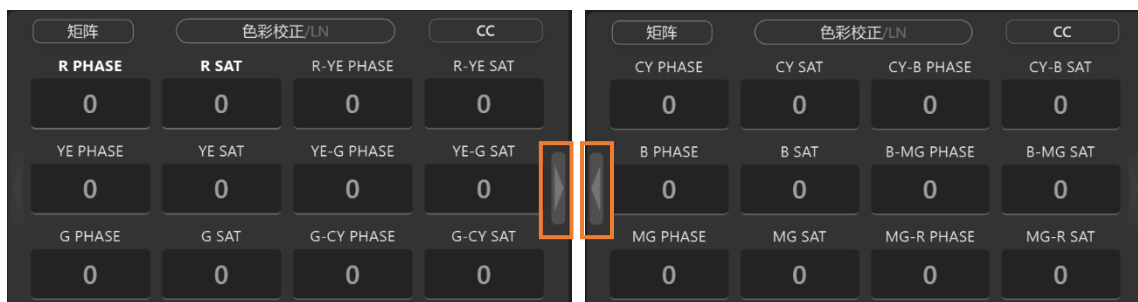 矩阵 色彩校正/LN CC
R PHASE R SAT R-YE PHASE R-YE SAT
0 0 0 0
YE PHASE YE SAT YE-G PHASE YE-G SAT
0 0 0 0
G PHASE G SAT G-CY PHASE G-CY SAT
0 0 0 0
矩阵 色彩校正/LN CC
CY PHASE CY SAT CY-B PHASE CY-B SAT
0 0 0 0
B PHASE B SAT B-MG PHASE B-MG SAT
0 0 0 0
MG PHASE MG SAT MG-R PHASE MG-R SAT
0 0 0 0